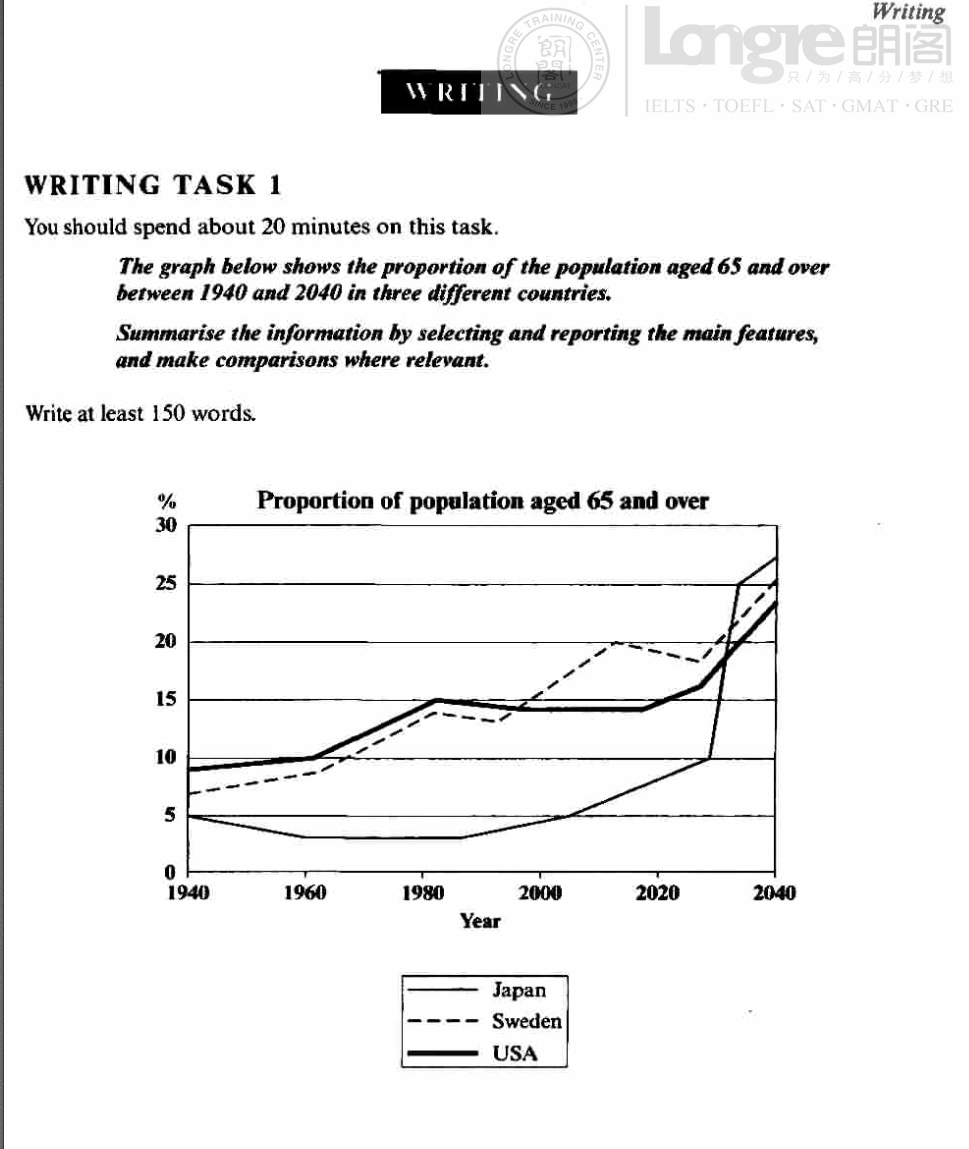 Writing
Longre 朗阁
只/为/高/分/梦/想
IELTS · TOEFL · SAT · GMAT · GRE
LONGRE TRAINING CENTER
朗
閣
SINCE 1999
WRITING
WRITING TASK 1
You should spend about 20 minutes on this task.
The graph below shows the proportion of the population aged 65 and over
between 1940 and 2040 in three different countries.
Summarise the information by selecting and reporting the main features,
and make comparisons where relevant.
Write at least 150 words.
% Proportion of population aged 65 and over
30
25
20
15
10
5
0
1940 1960 1980 2000 2020 2040
Year
Japan
Sweden
USA